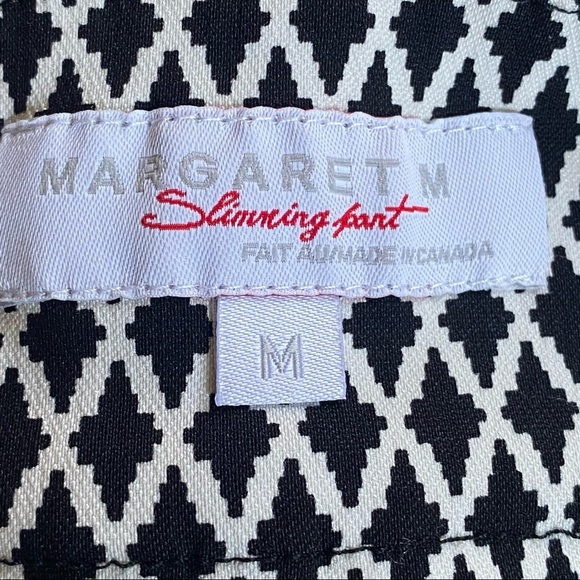 MARGARET M
Slimming pant
FAIT AU/MADE IN CANADA
M